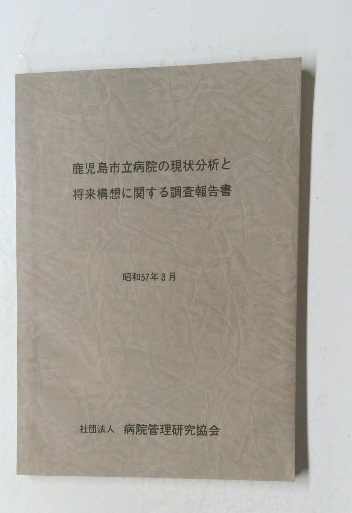 鹿児島市立病院の現状分析と
将来構想に関する調査報告書
昭和57年3月
社団法人 病院管理研究協会